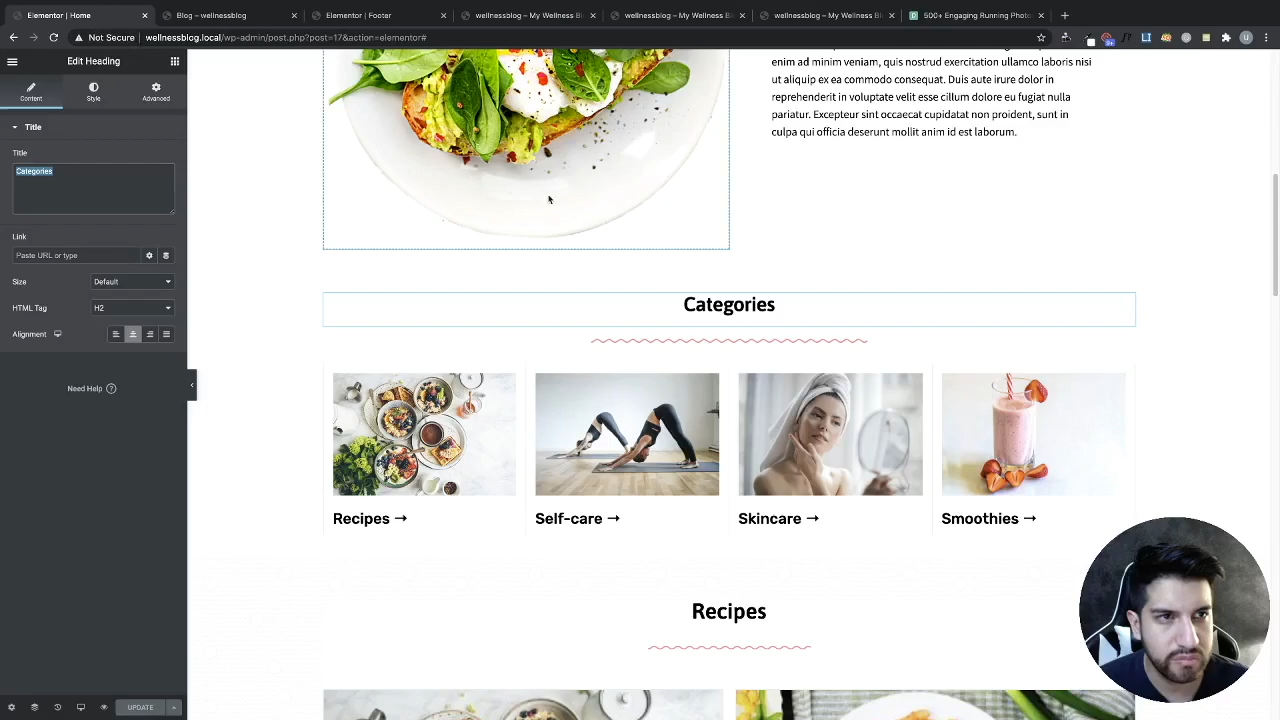 Elementor | Home
Blog – wellnessblog
Elementor | Footer
wellnessblog – My Wellness Bl
wellnessblog – My Wellness B
wellnessblog – My Wellness Bl
500+ Engaging Running Photo
Not Secure
wellnessblog.local/wp-admin/post.php?post=17&action=elementor#
Edit Heading
Content
Style
Advanced
Title
Title
Categories
Link
Paste URL or type
Size
Default
HTML Tag
H2
Alignment
Need Help
UPDATE
enim ad minim veniam, quis nostrud exercitation ullamco laboris nisi
ut aliquip ex ea commodo consequat. Duis aute irure dolor in
reprehenderit in voluptate velit esse cillum dolore eu fugiat nulla
pariatur. Excepteur sint occaecat cupidatat non proident, sunt in
culpa qui officia deserunt mollit anim id est laborum.
Categories
Recipes →
Self-care →
Skincare →
Smoothies →
Recipes